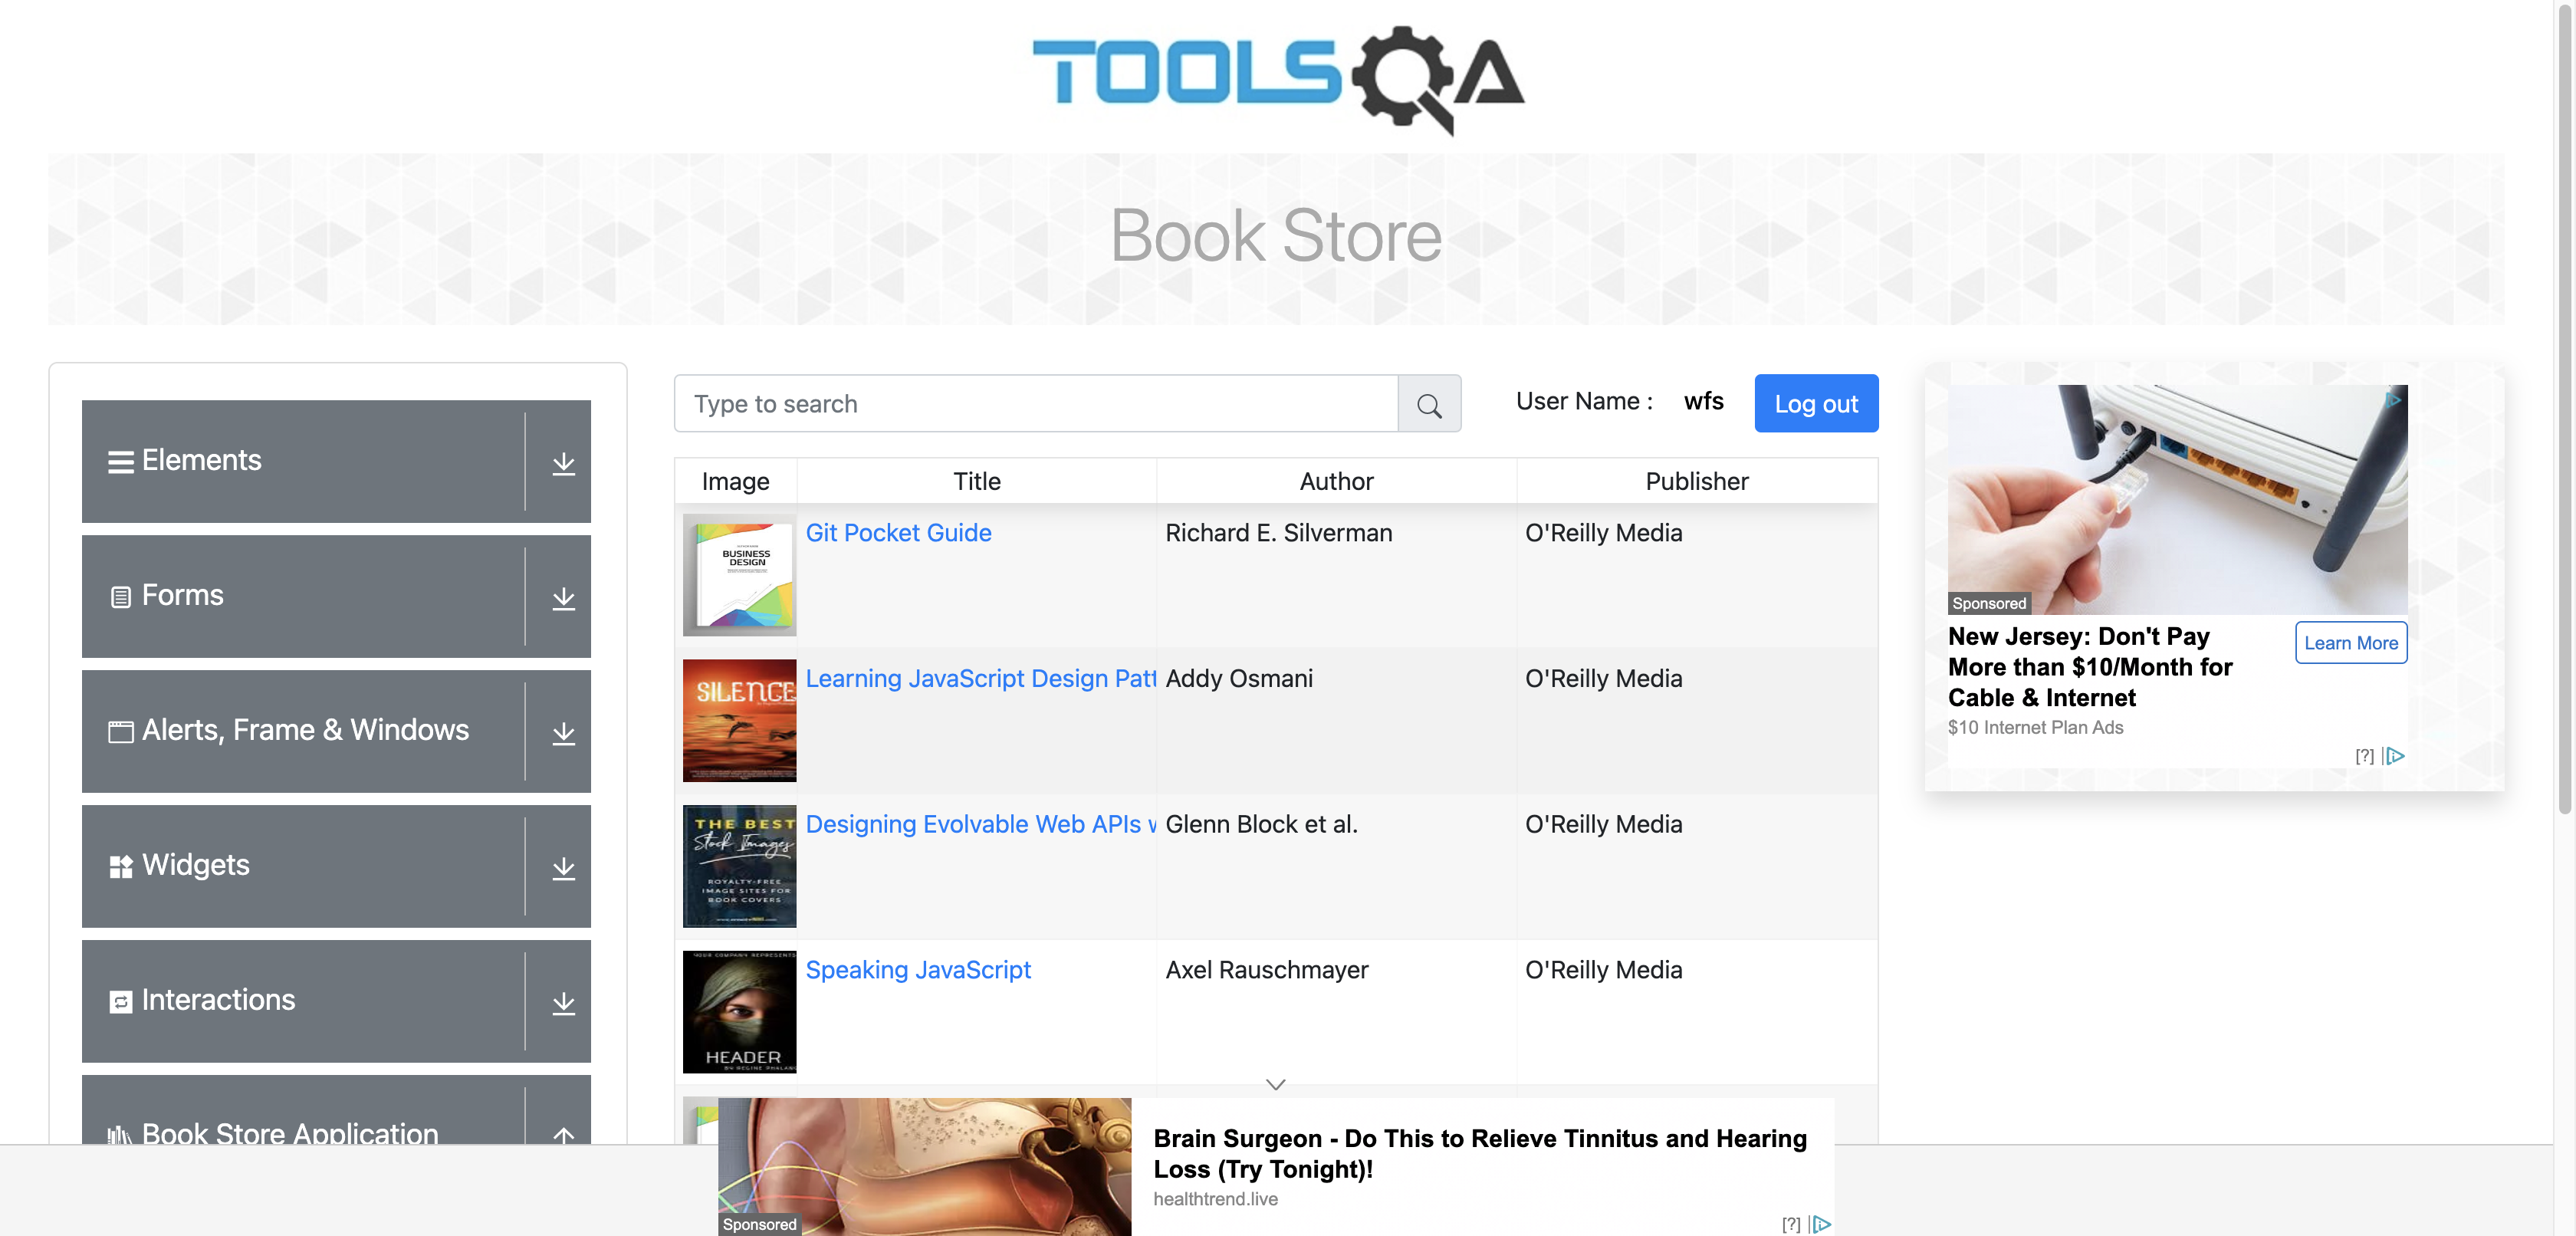 TOOLSQA
Book Store
Elements
Forms
Alerts, Frame & Windows
Widgets
Interactions
Book Store Application
Type to search
User Name :
wfs
Log out
Image Title Author Publisher
BUSINESS
DESIGN
Git Pocket Guide Richard E. Silverman O'Reilly Media
SILENCE
Learning JavaScript Design Patt Addy Osmani O'Reilly Media
THE BEST
Stock Images
ROYALTY-FREE
IMAGE SITES FOR
BOOK COVERS
Designing Evolvable Web APIs w Glenn Block et al. O'Reilly Media
YOUR COMPANY REPRESENTS
HEADER
Speaking JavaScript Axel Rauschmayer O'Reilly Media
Sponsored
New Jersey: Don't Pay
More than $10/Month for
Cable & Internet
Learn More
$10 Internet Plan Ads
[?]
Brain Surgeon - Do This to Relieve Tinnitus and Hearing
Loss (Try Tonight)!
healthtrend.live
Sponsored
[?]